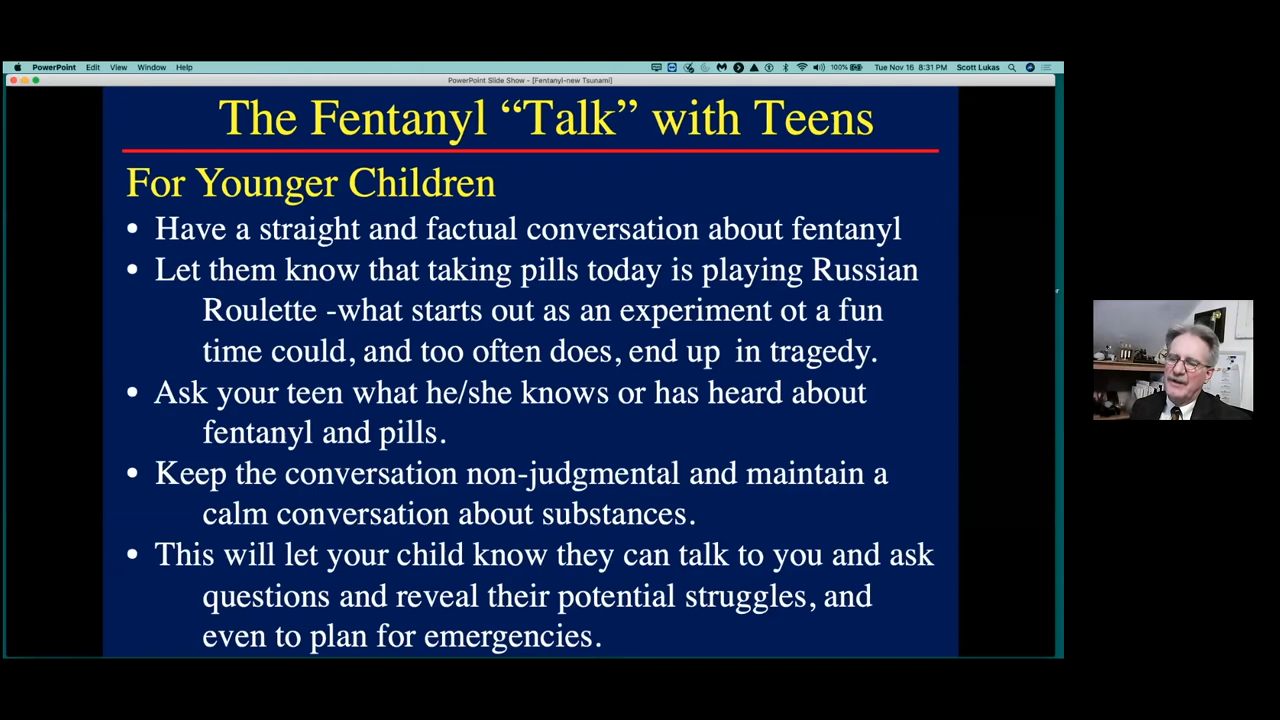 PowerPoint Edit View Window Help 100% Tue Nov 16 8:31 PM Scott Lukas
PowerPoint Slide Show - [Fentanyl-new Tsunami]
The Fentanyl “Talk” with Teens
For Younger Children
• Have a straight and factual conversation about fentanyl
• Let them know that taking pills today is playing Russian
Roulette -what starts out as an experiment ot a fun
time could, and too often does, end up in tragedy.
• Ask your teen what he/she knows or has heard about
fentanyl and pills.
• Keep the conversation non-judgmental and maintain a
calm conversation about substances.
• This will let your child know they can talk to you and ask
questions and reveal their potential struggles, and
even to plan for emergencies.